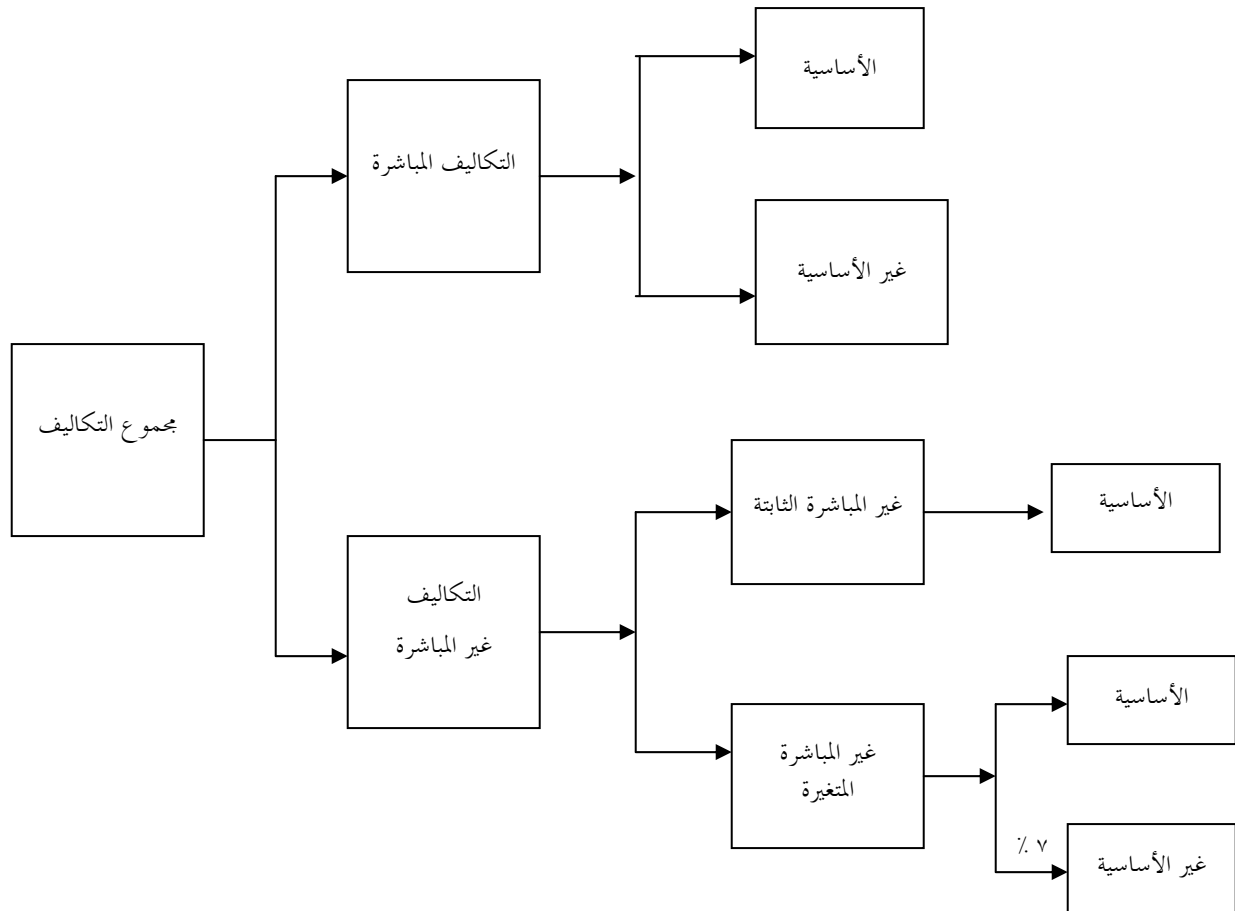 الأساسية
التكاليف المباشرة
غير الأساسية
مجموع التكاليف
غير المباشرة الثابتة
الأساسية
التكاليف
غير المباشرة
الأساسية
غير المباشرة
المتغيرة
٧ ٪
غير الأساسية